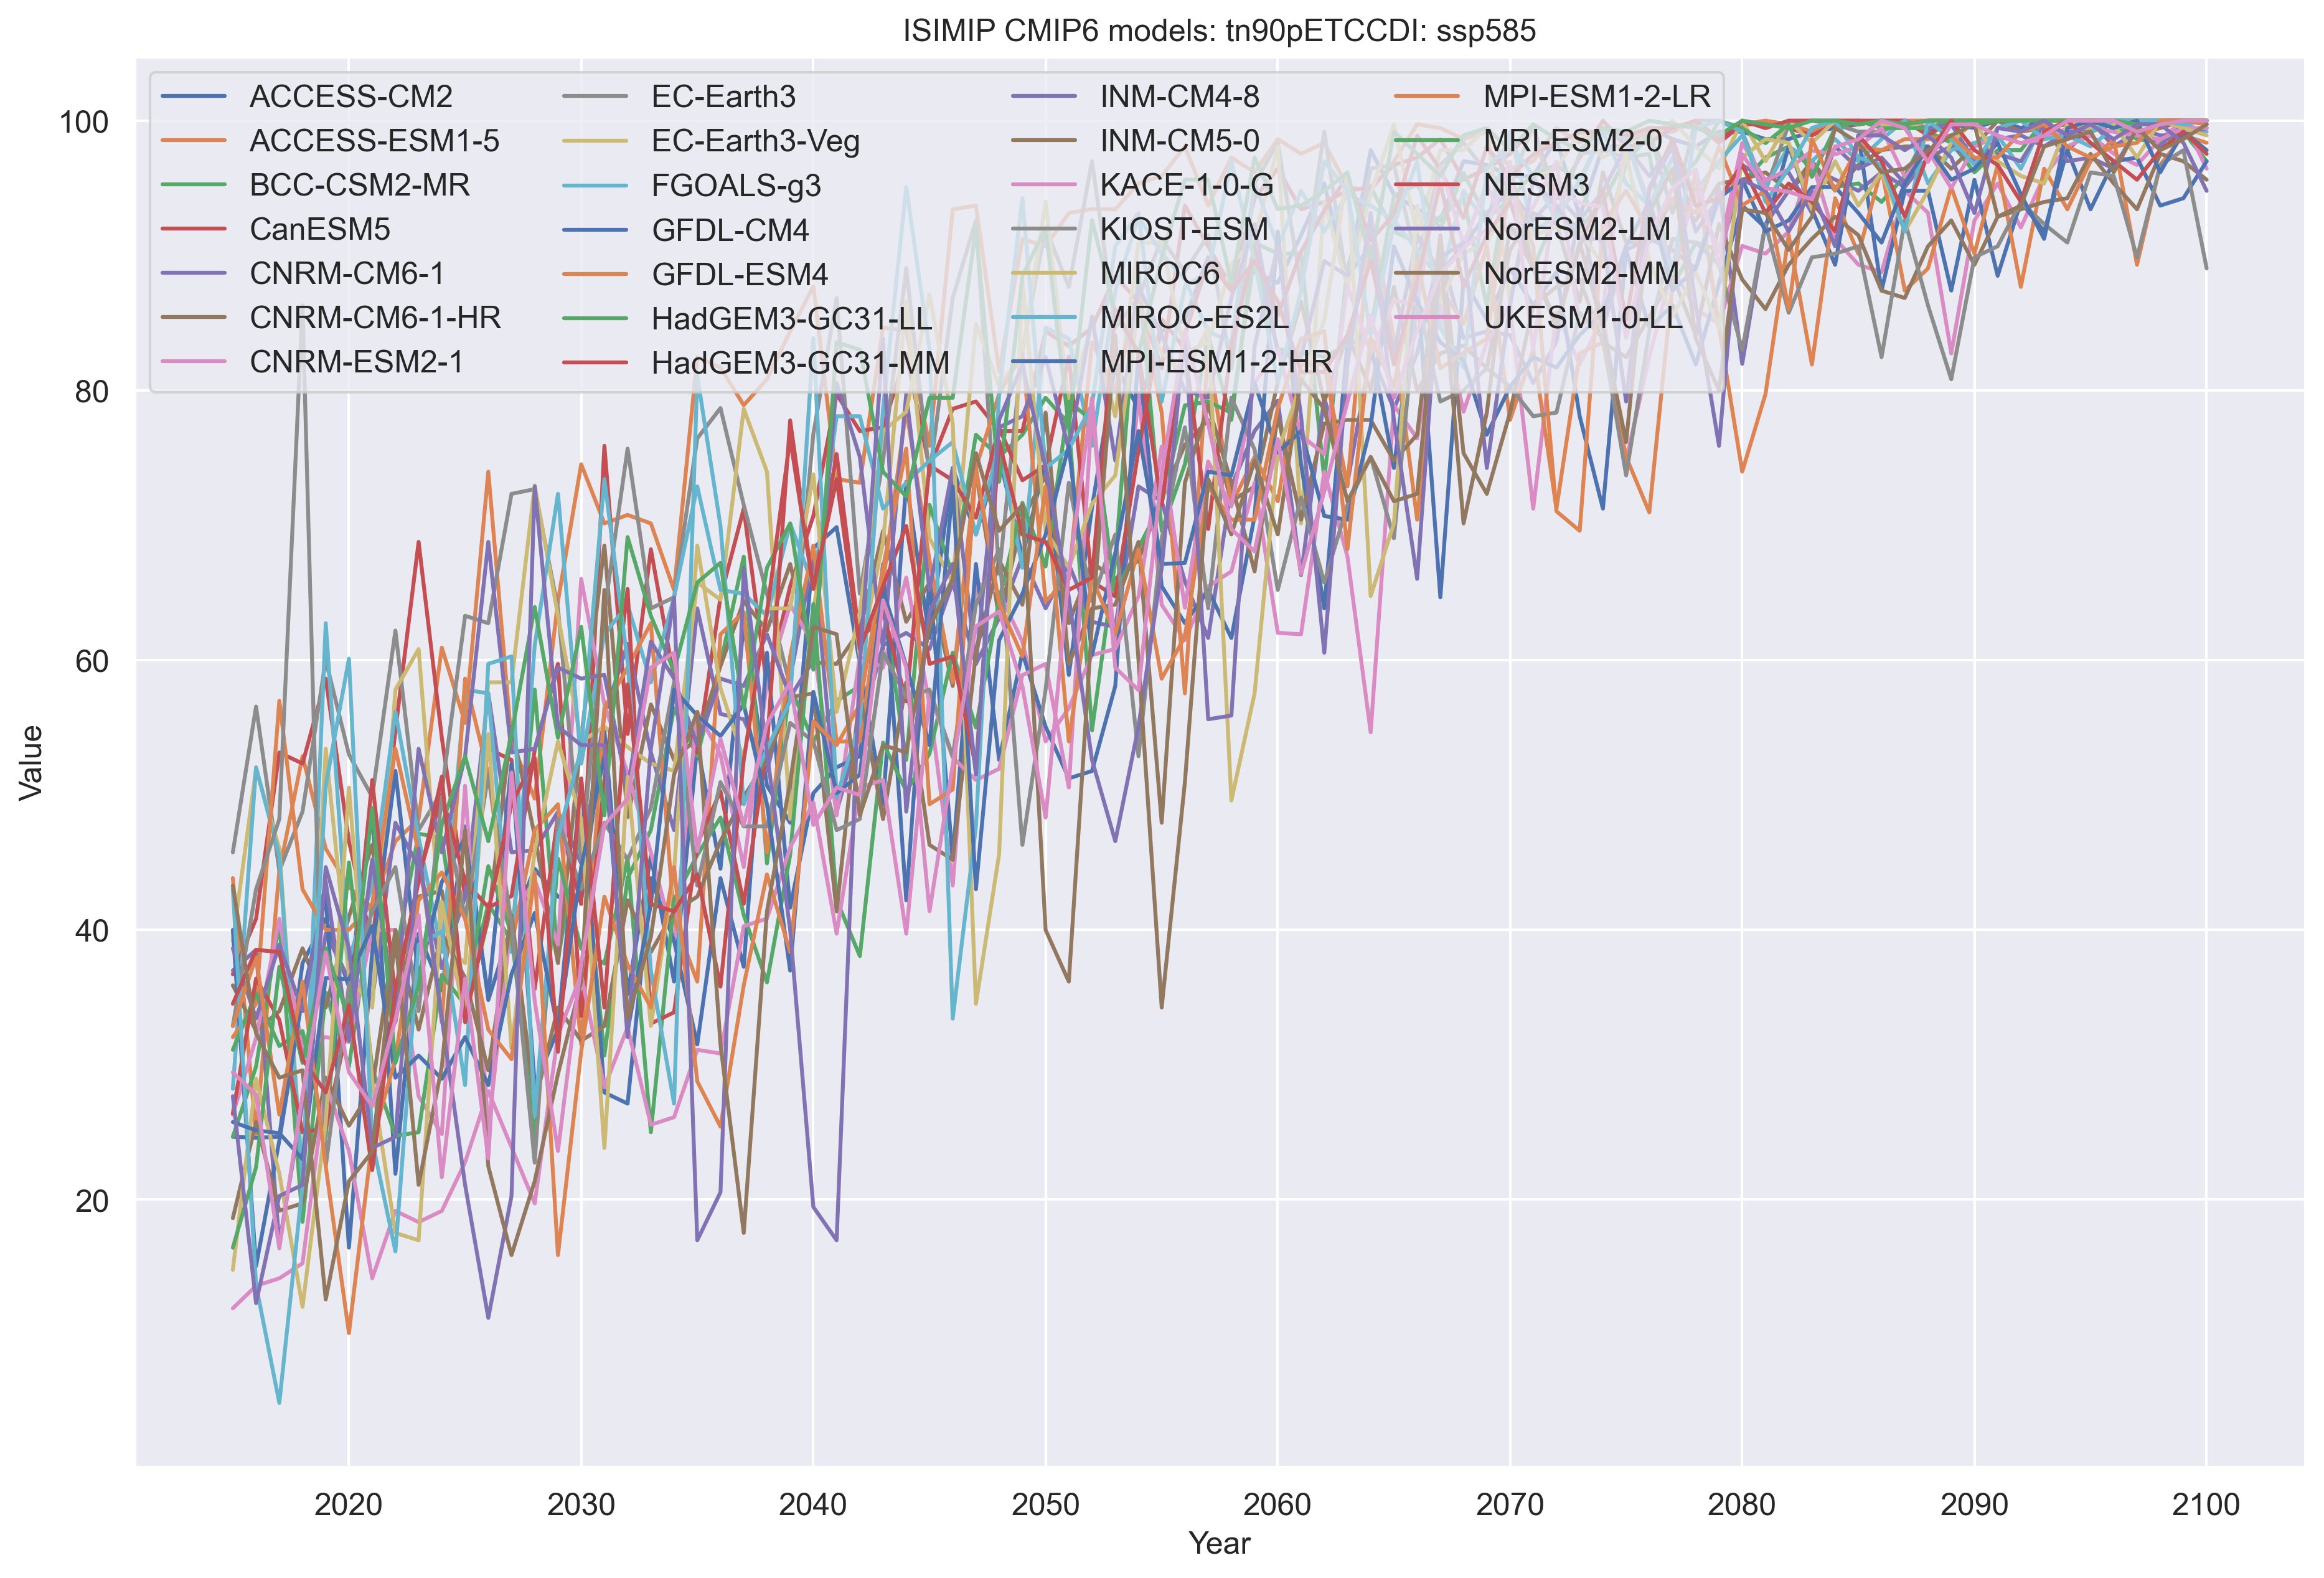 ISIMIP CMIP6 models: tn90pETCCDI: ssp585
ACCESS-CM2
ACCESS-ESM1-5
BCC-CSM2-MR
CanESM5
CNRM-CM6-1
CNRM-CM6-1-HR
CNRM-ESM2-1
EC-Earth3
EC-Earth3-Veg
FGOALS-g3
GFDL-CM4
GFDL-ESM4
HadGEM3-GC31-LL
HadGEM3-GC31-MM
INM-CM4-8
INM-CM5-0
KACE-1-0-G
KIOST-ESM
MIROC6
MIROC-ES2L
MPI-ESM1-2-HR
MPI-ESM1-2-LR
MRI-ESM2-0
NESM3
NorESM2-LM
NorESM2-MM
UKESM1-0-LL
100
80
60
40
20
Value
2020 2030 2040 2050 2060 2070 2080 2090 2100
Year